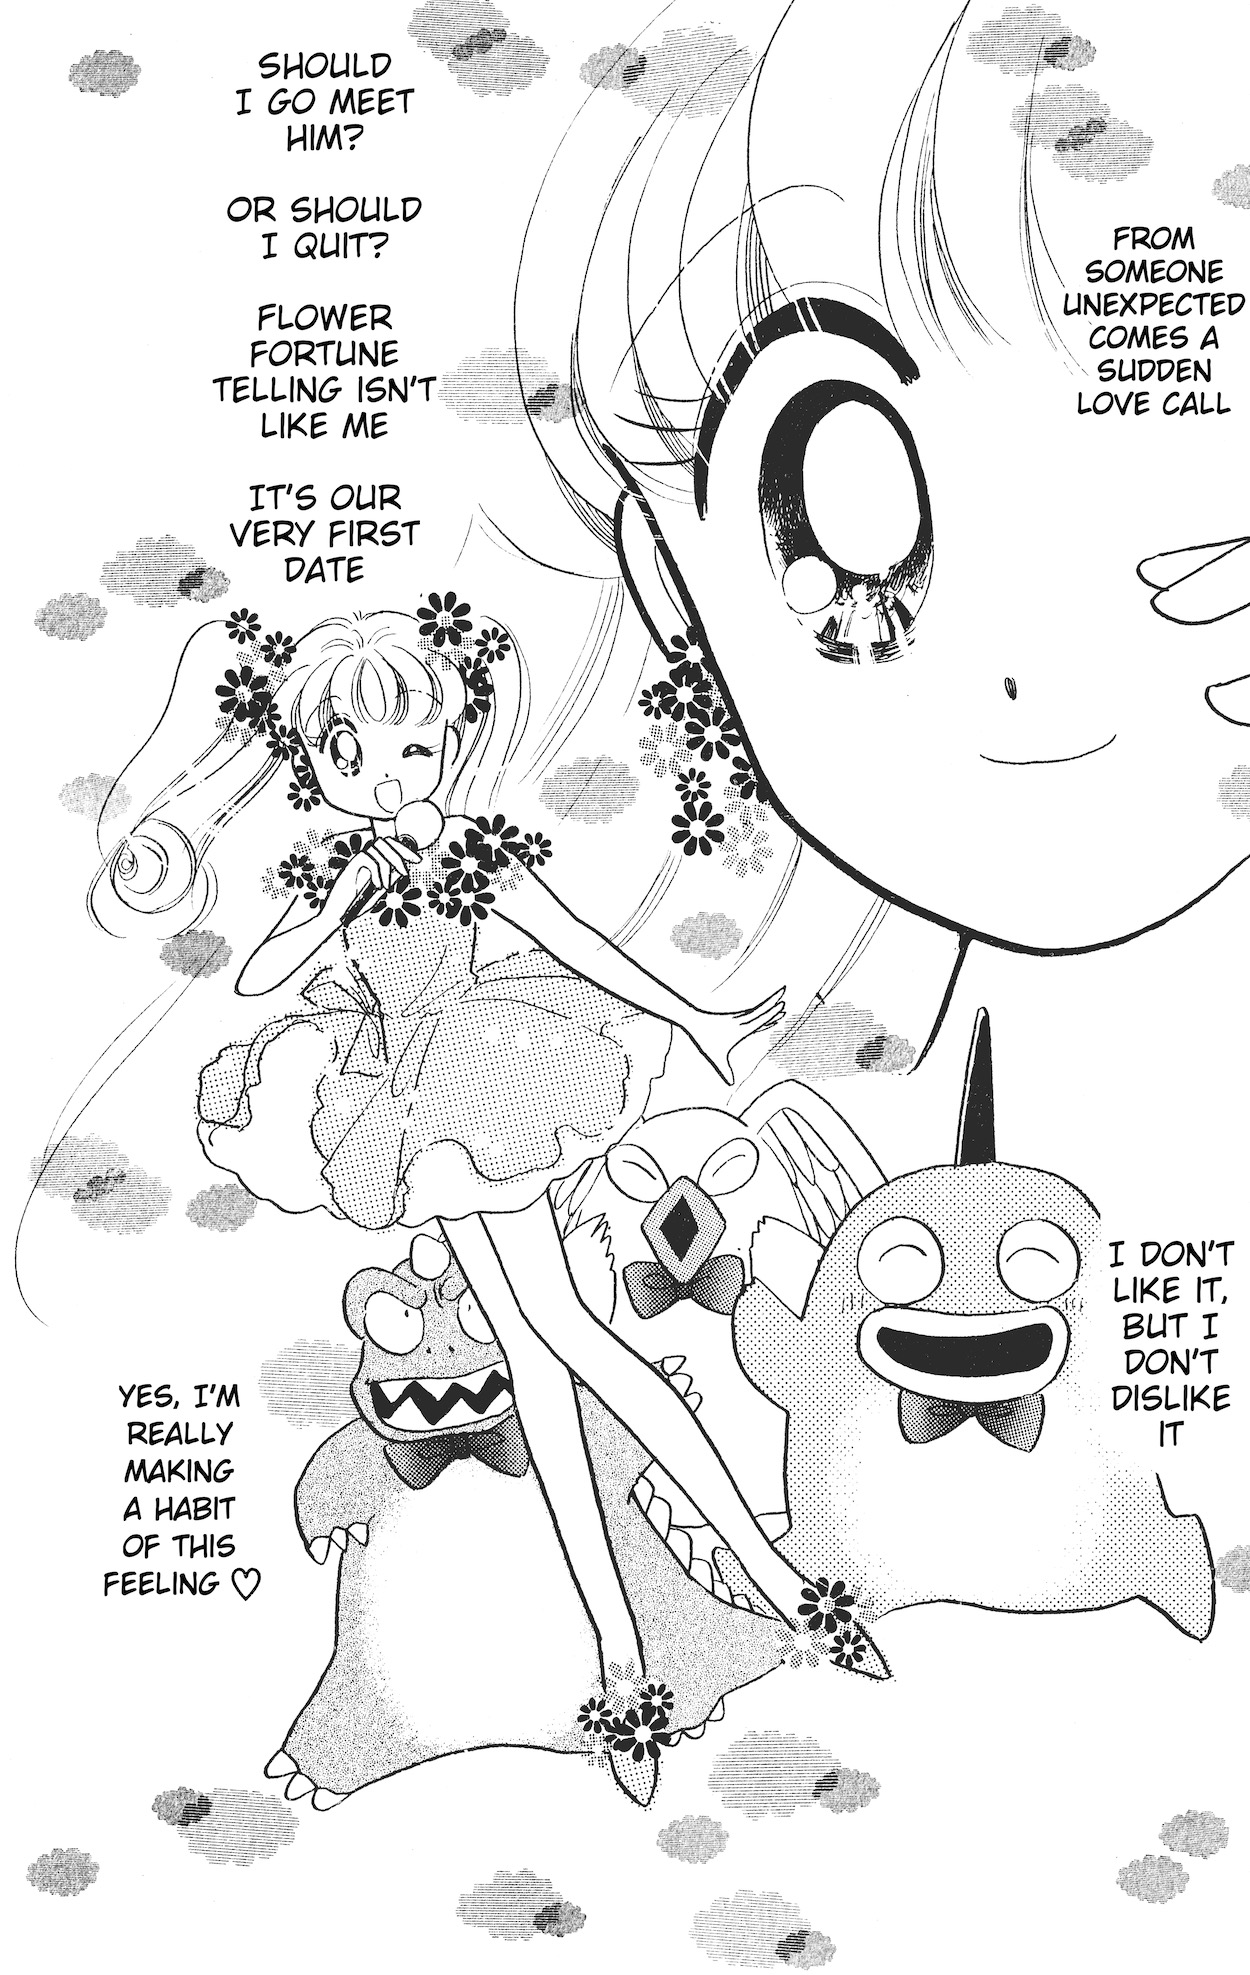 FROM
SOMEONE
UNEXPECTED
COMES A
SUDDEN
LOVE CALL
SHOULD
I GO MEET
HIM?
OR SHOULD
I QUIT?
FLOWER
FORTUNE
TELLING ISN'T
LIKE ME
IT'S OUR
VERY FIRST
DATE
I DON'T
LIKE IT,
BUT I
DON'T
DISLIKE
IT
YES, I'M
REALLY
MAKING
A HABIT
OF THIS
FEELING ♡